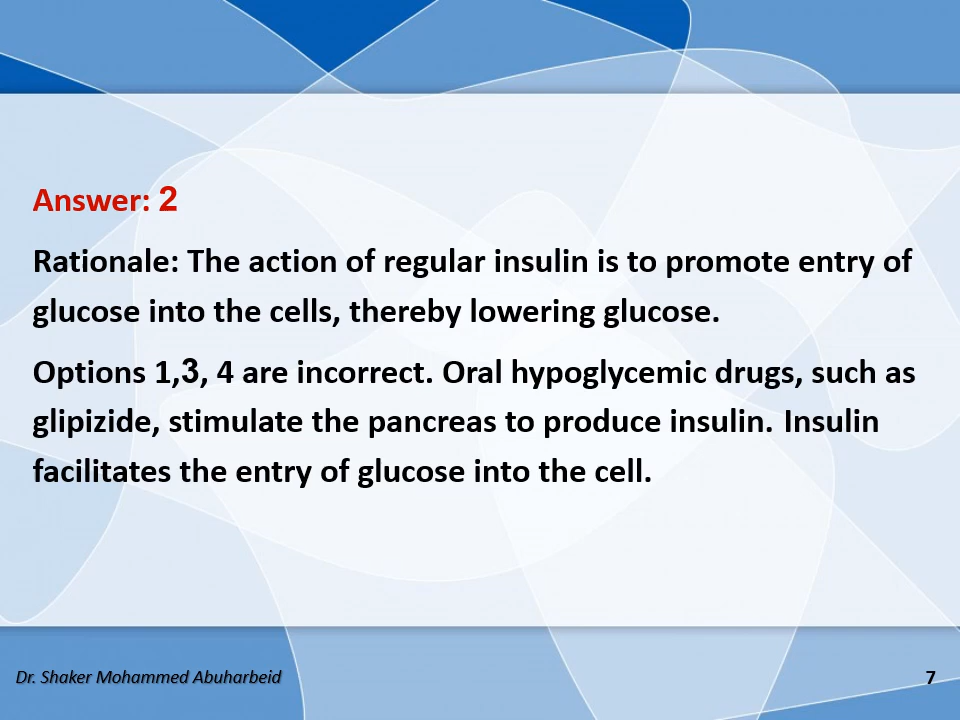 Answer: 2
Rationale: The action of regular insulin is to promote entry of
glucose into the cells, thereby lowering glucose.
Options 1,3, 4 are incorrect. Oral hypoglycemic drugs, such as
glipizide, stimulate the pancreas to produce insulin. Insulin
facilitates the entry of glucose into the cell.
Dr. Shaker Mohammed Abuharbeid
7